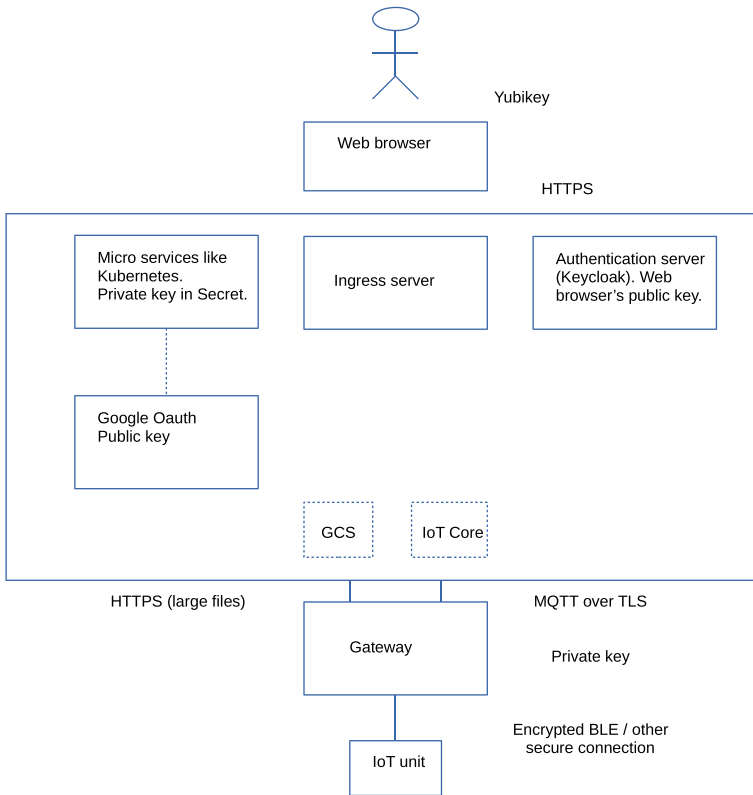 Yubikey
Web browser
HTTPS
Micro services like
Kubernetes.
Private key in Secret.
Ingress server
Authentication server
(Keycloak). Web
browser’s public key.
Google Oauth
Public key
GCS
IoT Core
HTTPS (large files)
MQTT over TLS
Gateway
Private key
Encrypted BLE / other
secure connection
IoT unit